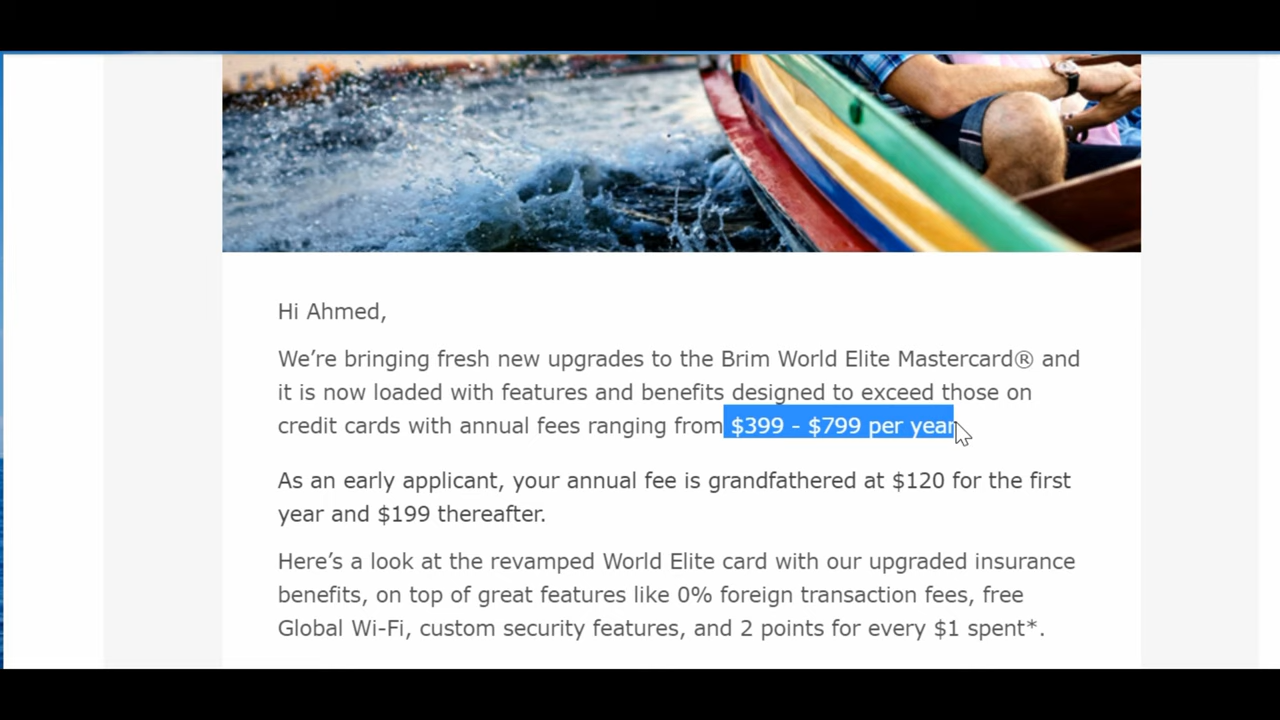 Hi Ahmed,
We’re bringing fresh new upgrades to the Brim World Elite Mastercard® and
it is now loaded with features and benefits designed to exceed those on
credit cards with annual fees ranging from $399 - $799 per year
As an early applicant, your annual fee is grandfathered at $120 for the first
year and $199 thereafter.
Here’s a look at the revamped World Elite card with our upgraded insurance
benefits, on top of great features like 0% foreign transaction fees, free
Global Wi-Fi, custom security features, and 2 points for every $1 spent*.